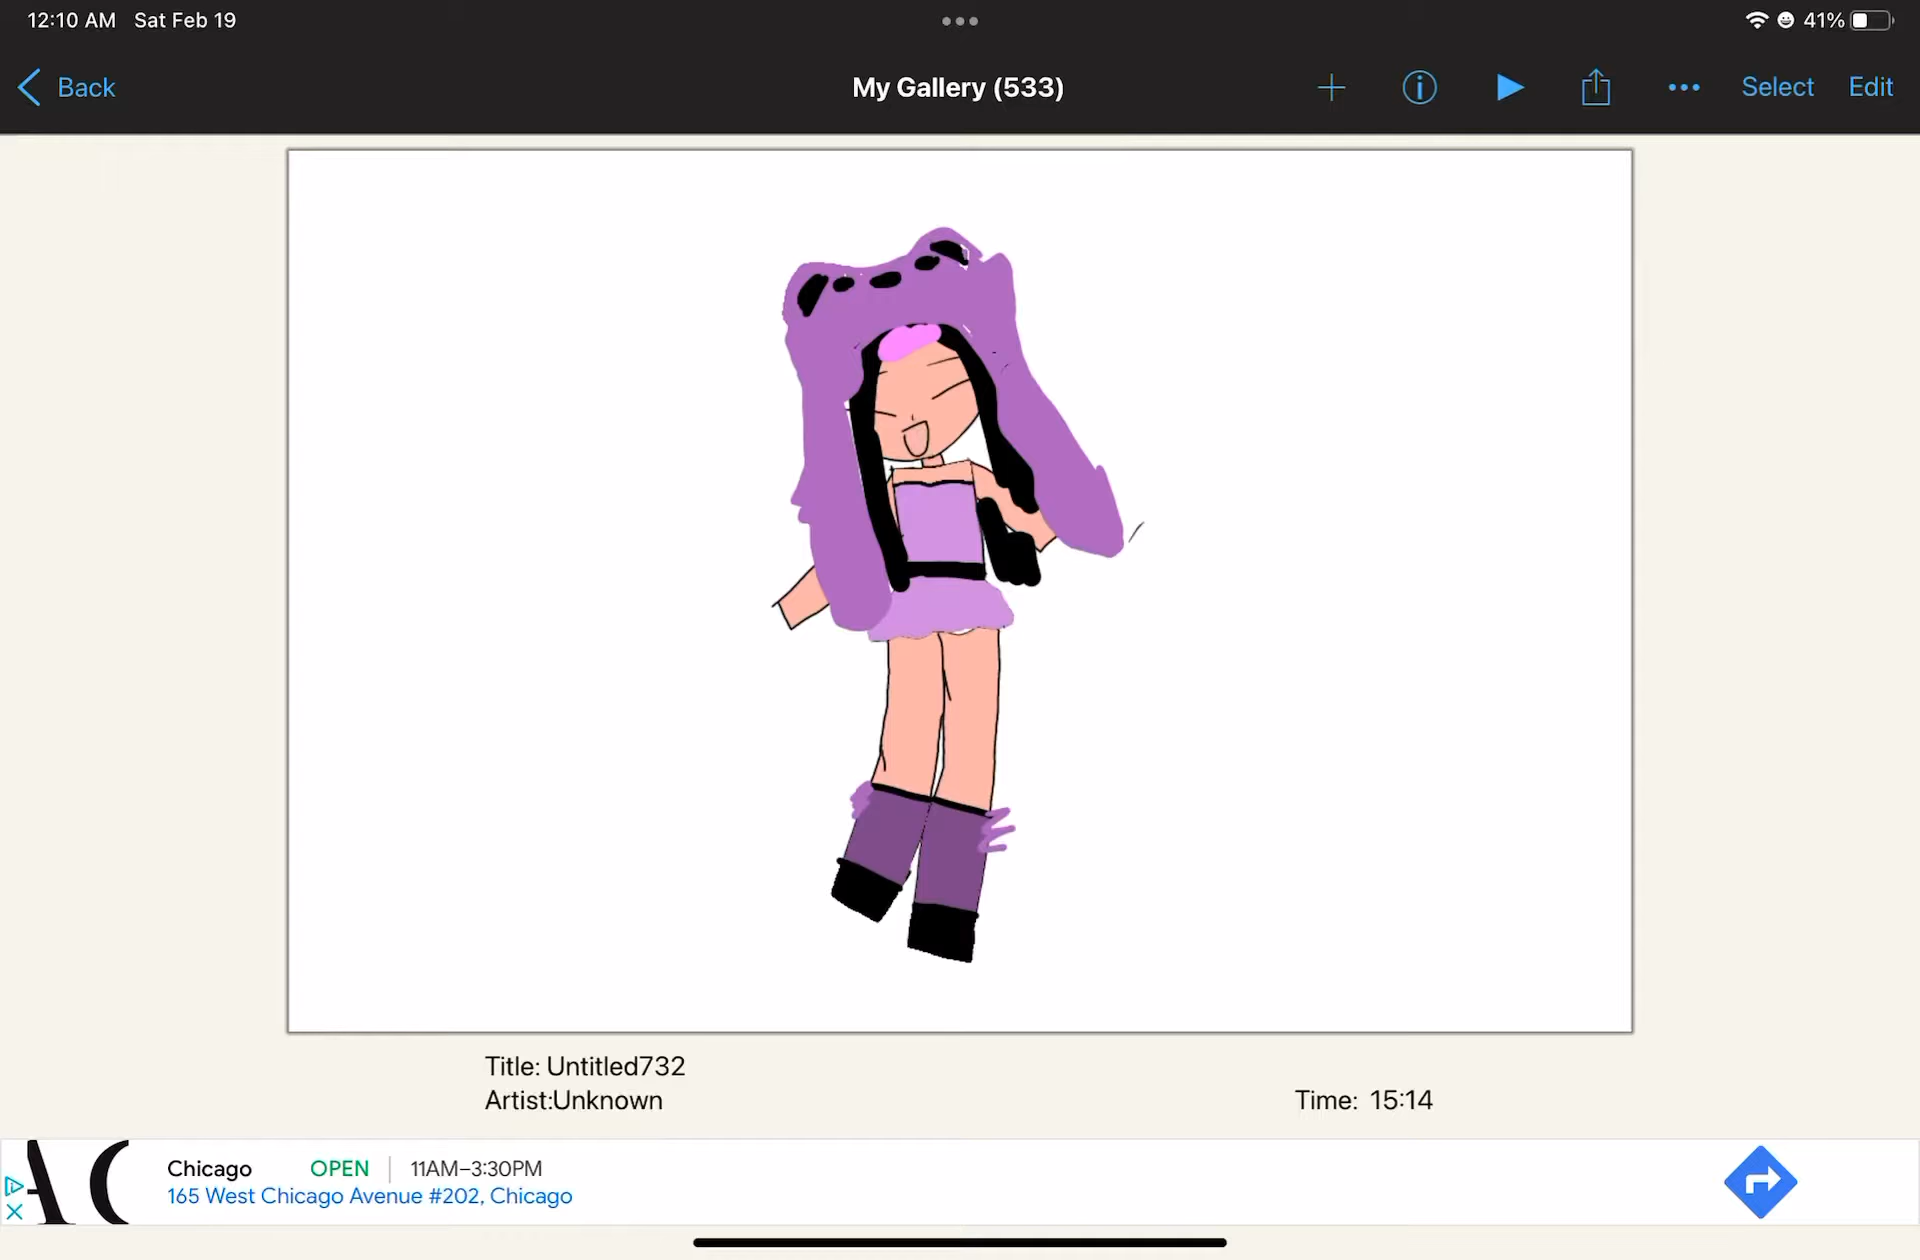 12:10 AM Sat Feb 19
41%
Back
My Gallery (533)
Select
Edit
Title: Untitled732
Artist:Unknown
Time: 15:14
AC
Chicago
OPEN
11AM–3:30PM
165 West Chicago Avenue #202, Chicago